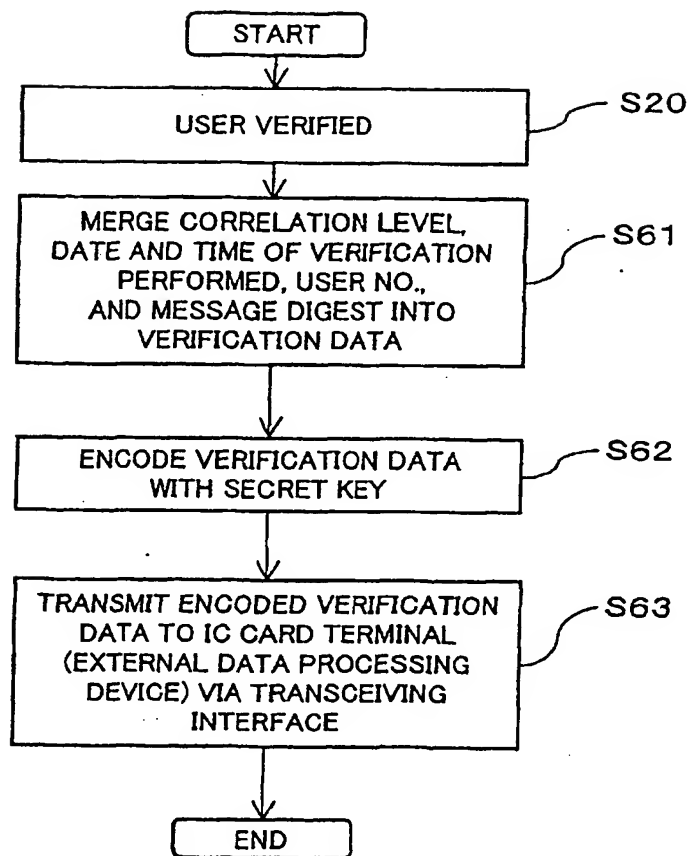 START
USER VERIFIED
S20
MERGE CORRELATION LEVEL,
DATE AND TIME OF VERIFICATION
PERFORMED, USER NO.,
AND MESSAGE DIGEST INTO
VERIFICATION DATA
S61
ENCODE VERIFICATION DATA
WITH SECRET KEY
S62
TRANSMIT ENCODED VERIFICATION
DATA TO IC CARD TERMINAL
(EXTERNAL DATA PROCESSING
DEVICE) VIA TRANSCEIVING
INTERFACE
S63
END